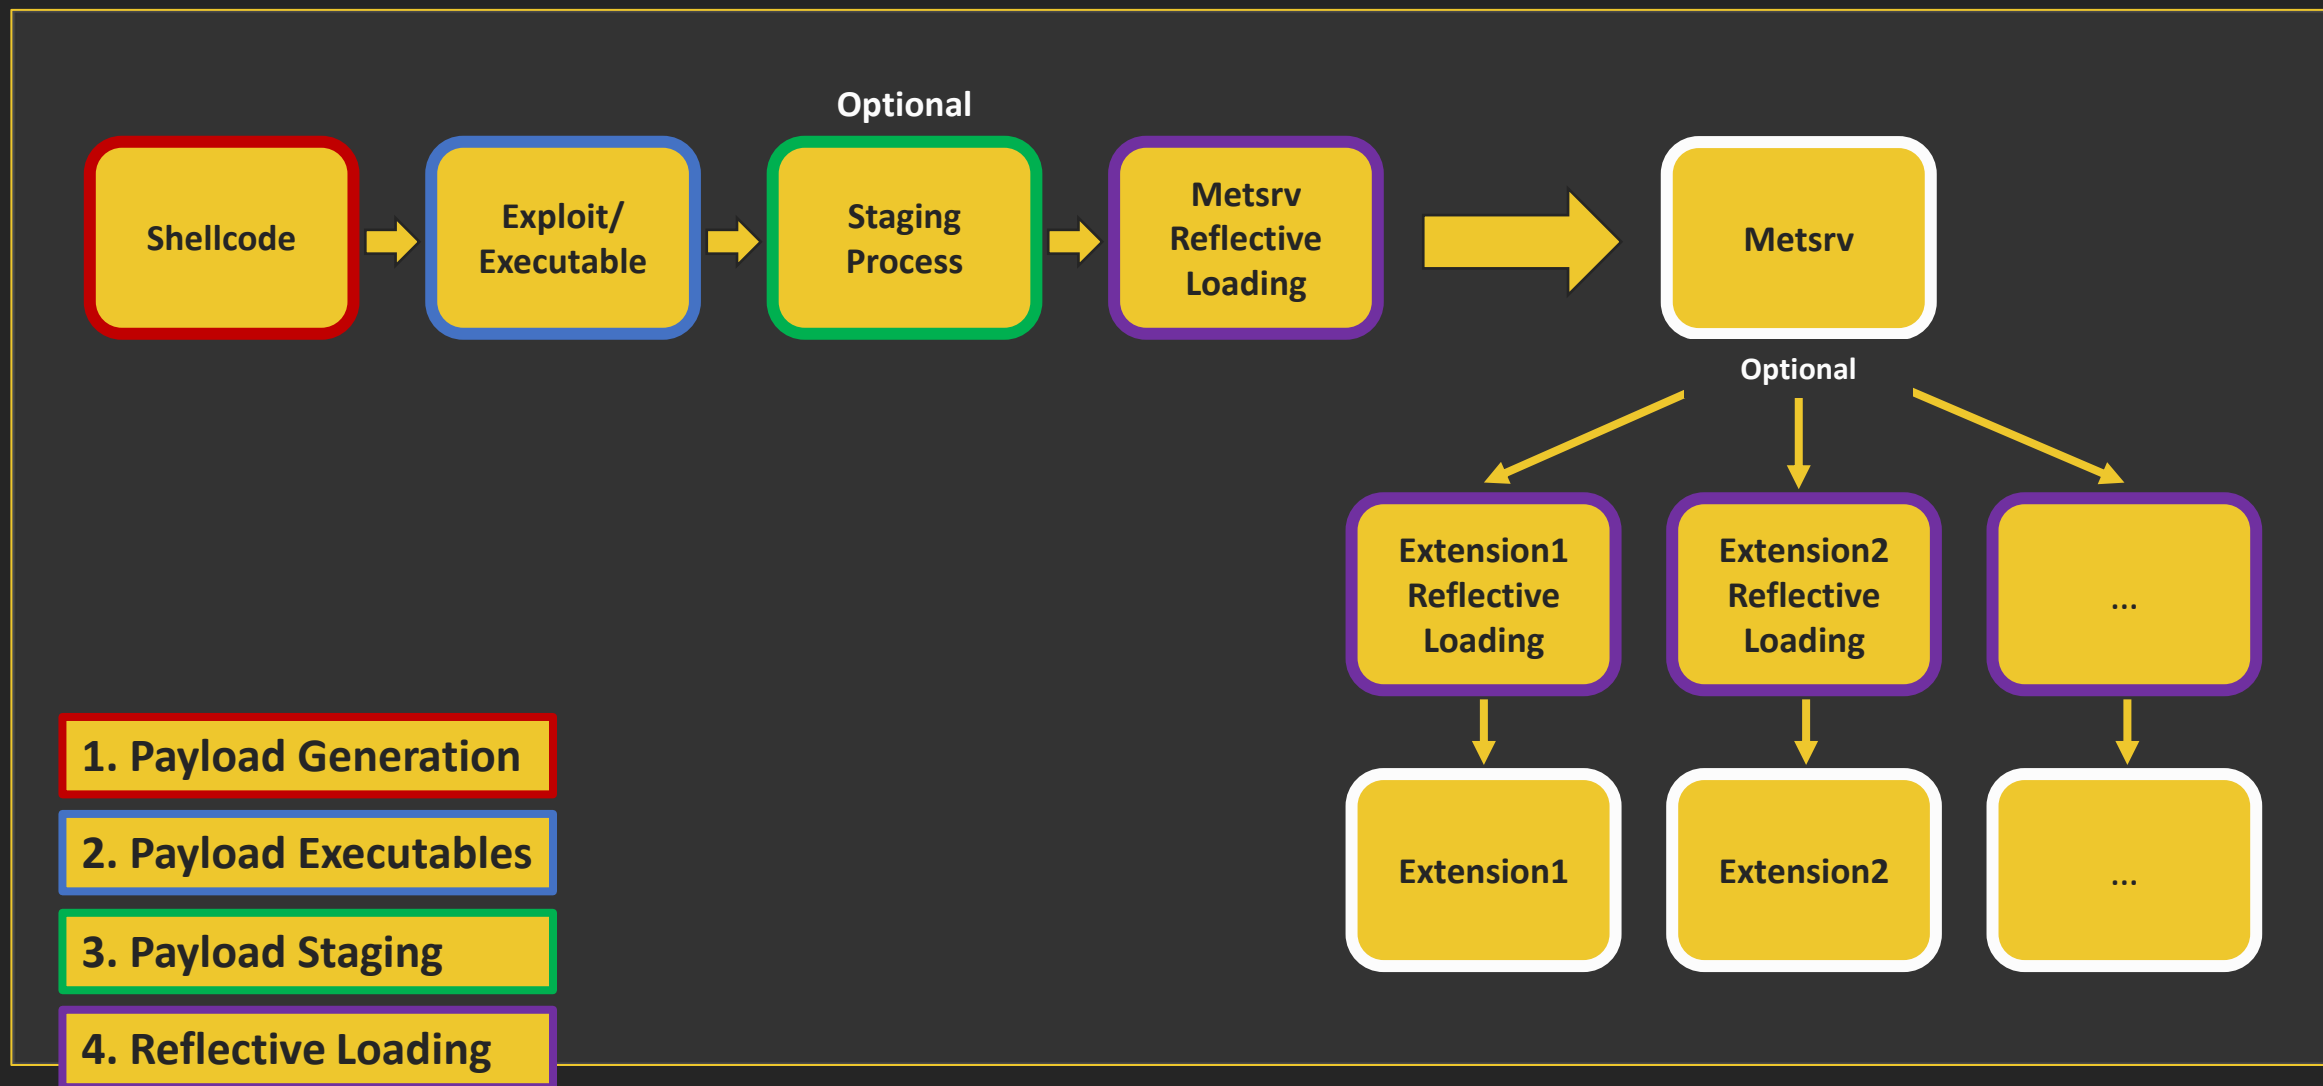 Optional
Shellcode
Exploit/
Executable
Staging
Process
Metsrv
Reflective
Loading
Metsrv
Optional
Extension1
Reflective
Loading
Extension2
Reflective
Loading
...
Extension1
Extension2
...
1. Payload Generation
2. Payload Executables
3. Payload Staging
4. Reflective Loading